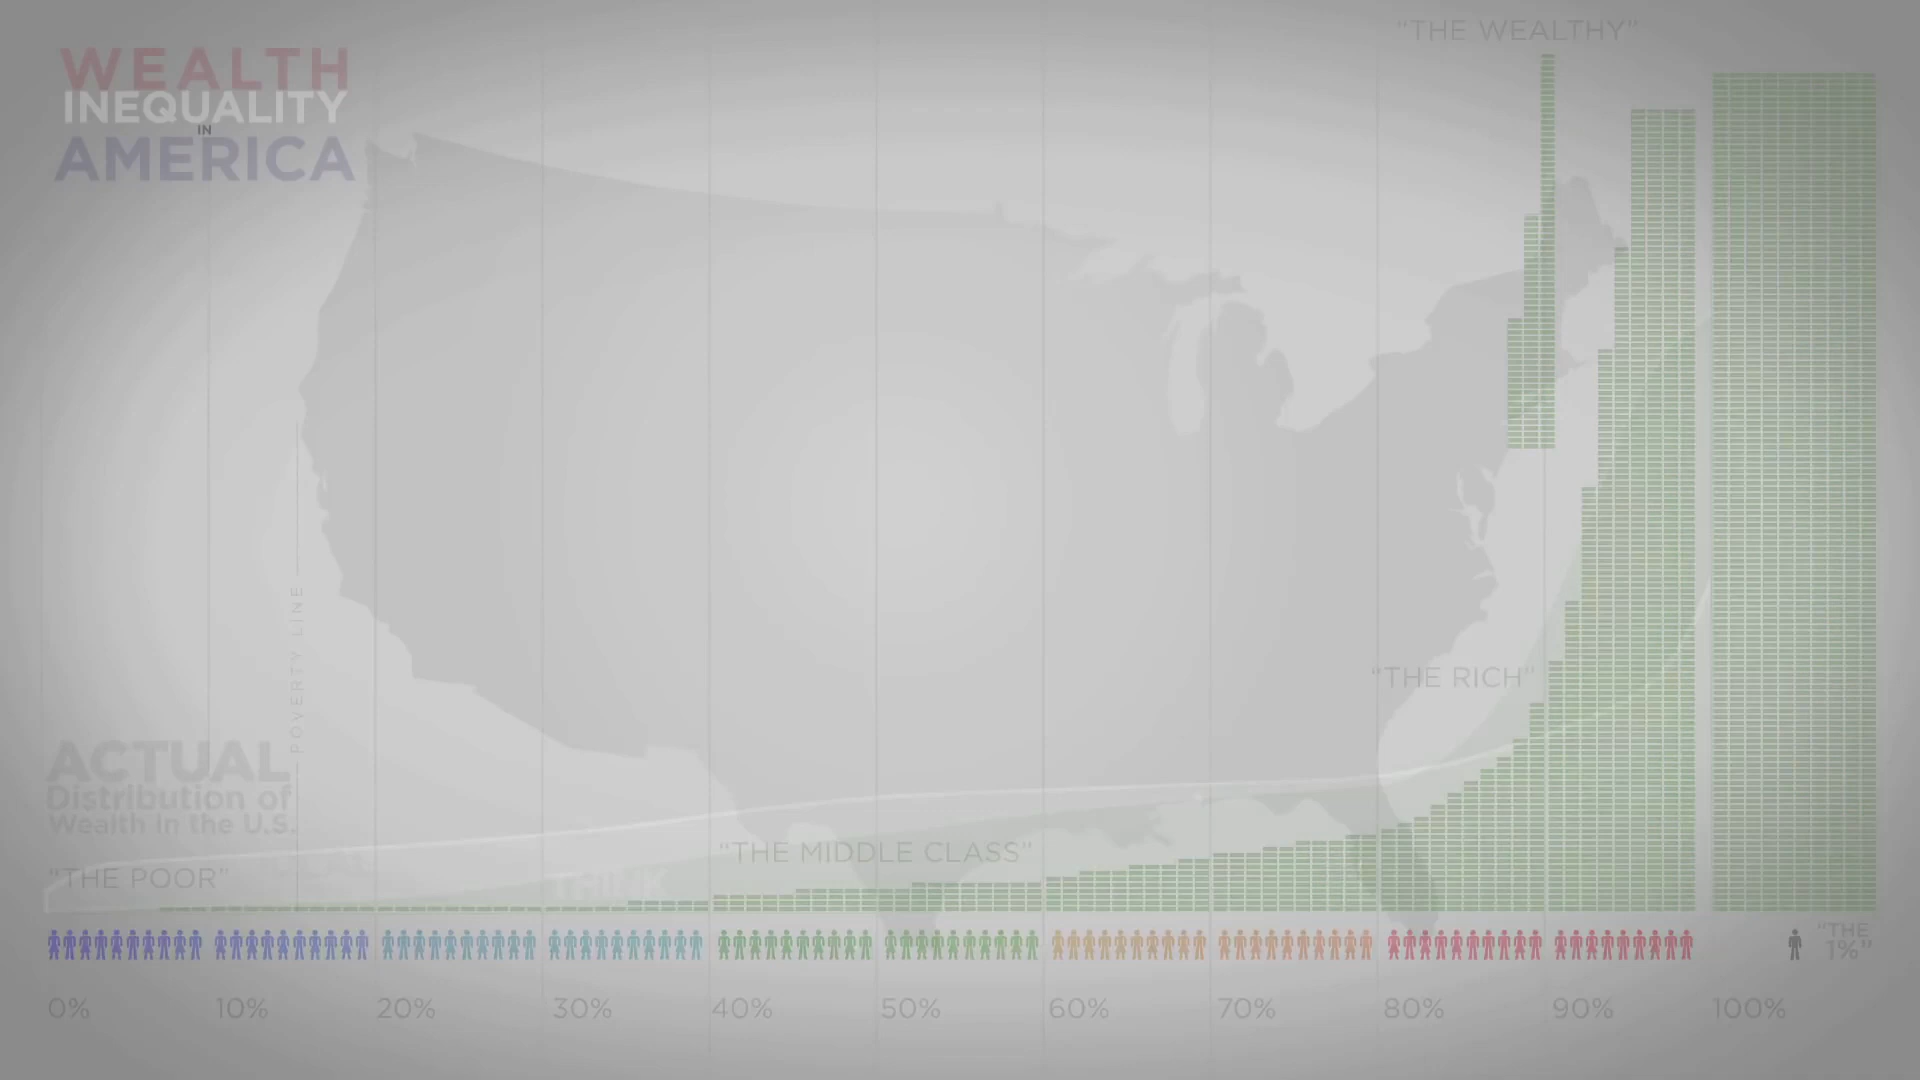 “THE WEALTHY”
WEALTH
INEQUALITY
IN
AMERICA
POVERTY LINE
“THE RICH”
ACTUAL
Distribution of
Wealth in the U.S.
“THE MIDDLE CLASS”
“THE POOR”
THINK
“THE
1%”
0% 10% 20% 30% 40% 50% 60% 70% 80% 90% 100%